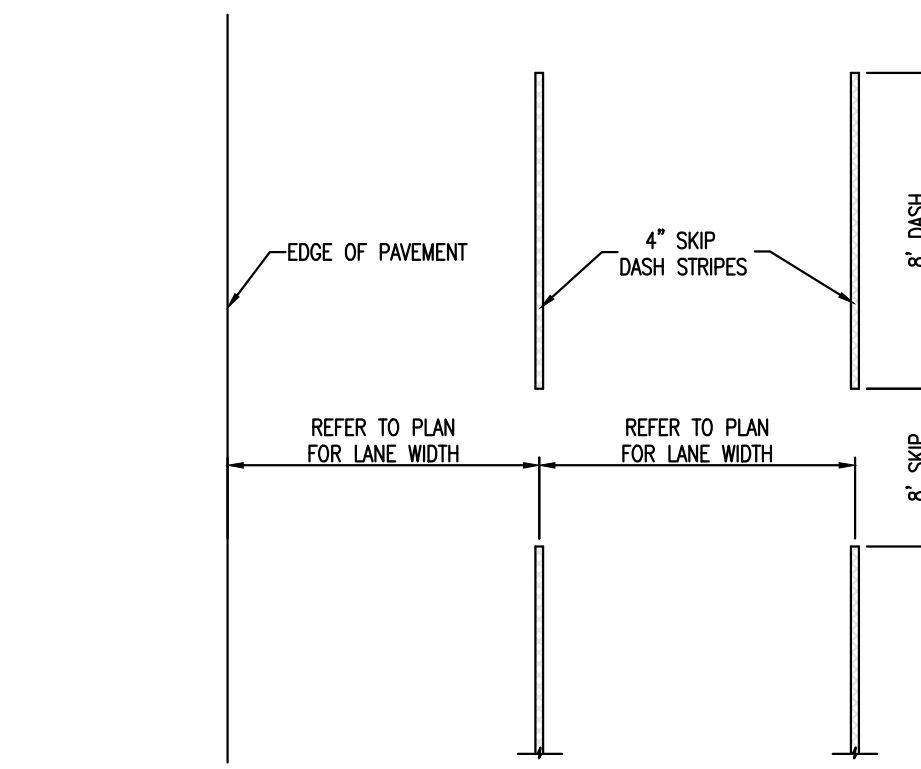 EDGE OF PAVEMENT
4" SKIP
DASH STRIPES
8' DASH
REFER TO PLAN
FOR LANE WIDTH
REFER TO PLAN
FOR LANE WIDTH
8' SKIP